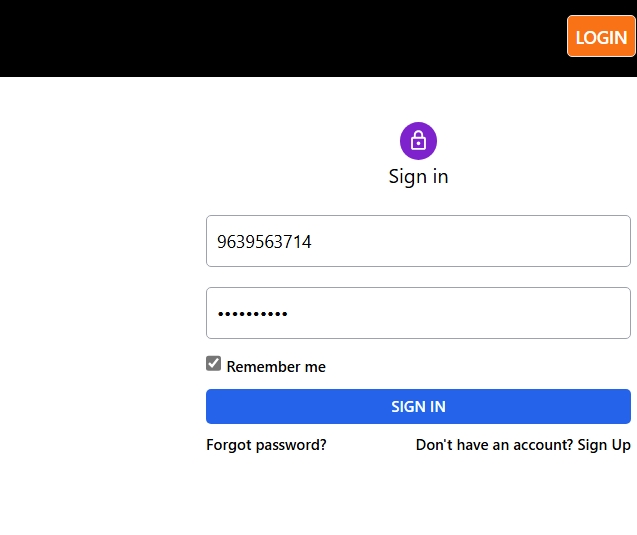 LOGIN
Sign in
9639563714
••••••••••
Remember me
SIGN IN
Forgot password? Don't have an account? Sign Up